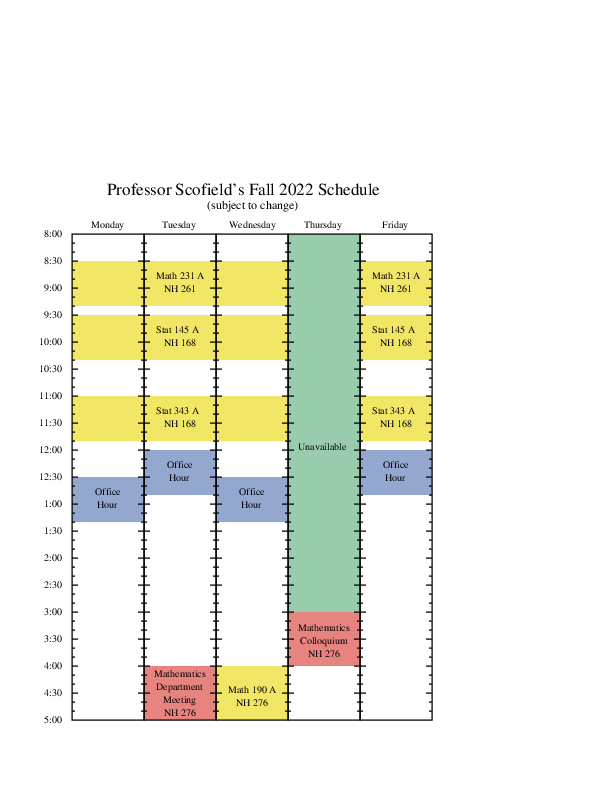 Professor Scofield's Fall 2022 Schedule
(subject to change)
Monday Tuesday Wednesday Thursday Friday
8:00
8:30
Math 231 A Math 231 A
9:00 NH 261 NH 261
9:30
Stat 145 A Stat 145 A
10:00 NH 168 NH 168
10:30
11:00
Stat 343 A Stat 343 A
11:30 NH 168 NH 168
12:00 Unavailable
Office Office
12:30 Hour Hour
Office Office
1:00 Hour Hour
1:30
2:00
2:30
3:00
Mathematics
3:30 Colloquium
NH 276
4:00
Mathematics
Department Math 190 A
4:30 Meeting NH 276
NH 276
5:00